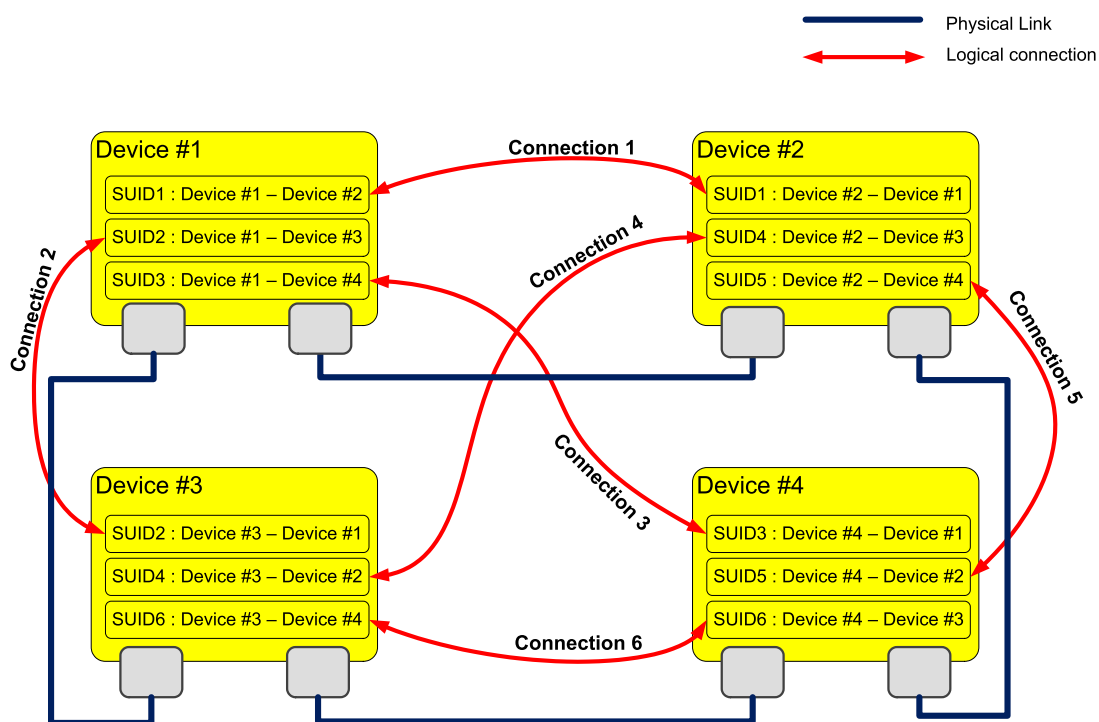 Physical Link
Logical connection
Device #1
SUID1 : Device #1 – Device #2
SUID2 : Device #1 – Device #3
SUID3 : Device #1 – Device #4
Connection 1
Device #2
SUID1 : Device #2 – Device #1
SUID4 : Device #2 – Device #3
SUID5 : Device #2 – Device #4
Connection 2
Connection 4
Connection 5
Connection 3
Device #3
SUID2 : Device #3 – Device #1
SUID4 : Device #3 – Device #2
SUID6 : Device #3 – Device #4
Device #4
SUID3 : Device #4 – Device #1
SUID5 : Device #4 – Device #2
SUID6 : Device #4 – Device #3
Connection 6